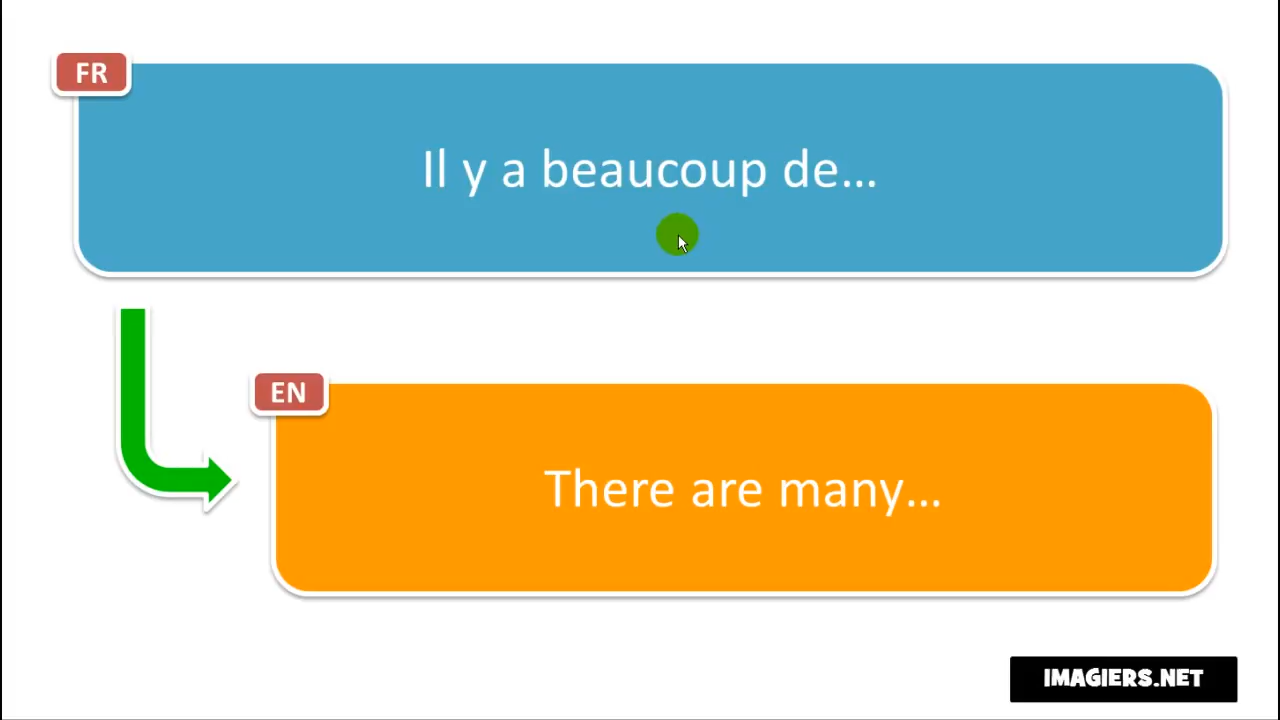 FR
Il y a beaucoup de...
EN
There are many...
IMAGIERS.NET